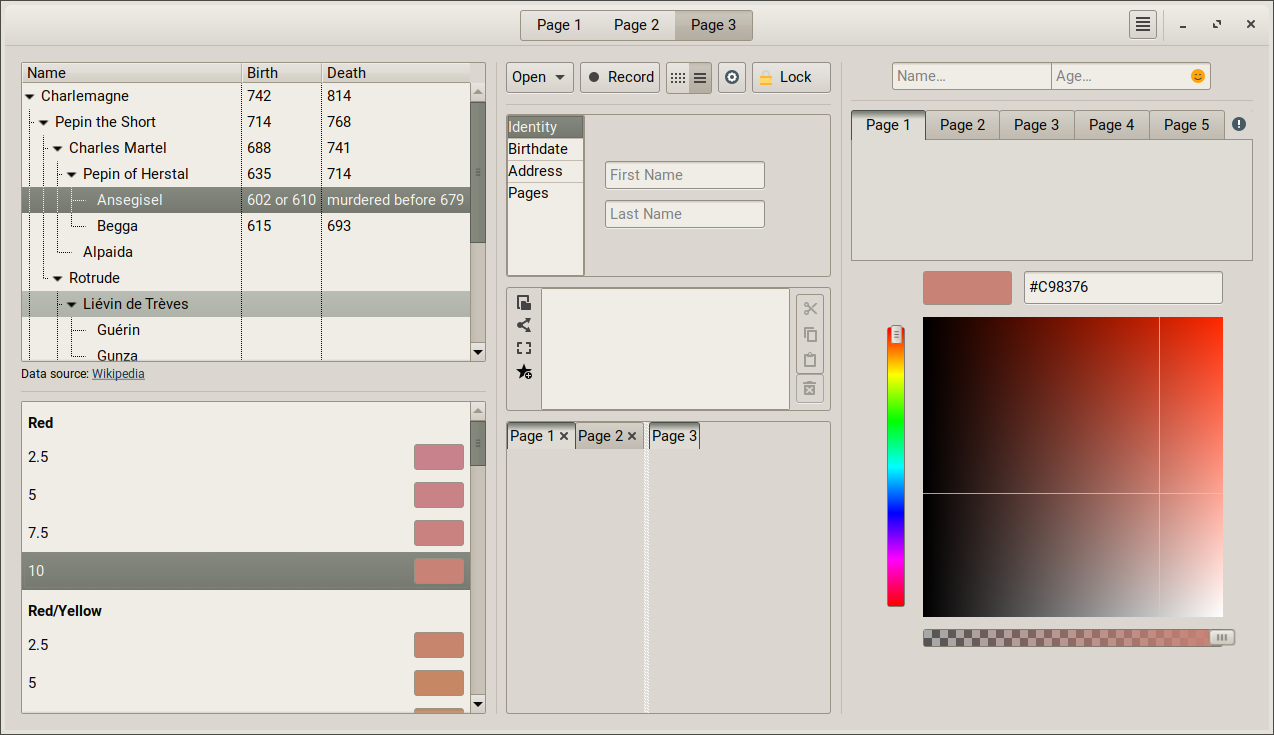 Page 1 Page 2 Page 3
Name Birth Death
Charlemagne 742 814
Pepin the Short 714 768
Charles Martel 688 741
Pepin of Herstal 635 714
Ansegisel 602 or 610 murdered before 679
Begga 615 693
Alpaida
Rotrude
Liévin de Trèves
Guérin
Gunza
Data source: Wikipedia
Red
2.5
5
7.5
10
Red/Yellow
2.5
5
Open Record Lock
Identity
Birthdate
Address
Pages
First Name
Last Name
Page 1 Page 2 Page 3
Name... Age...
Page 1 Page 2 Page 3 Page 4 Page 5
#C98376